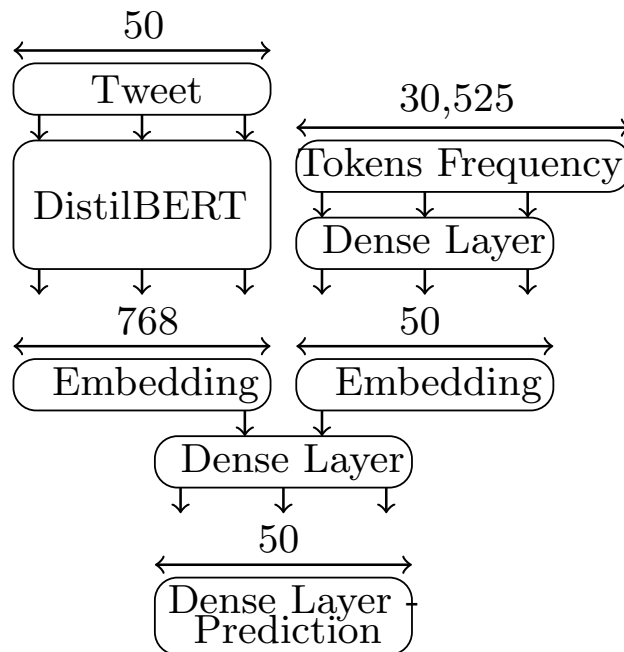 50
Tweet
30,525
Tokens Frequency
DistilBERT
Dense Layer
768
50
Embedding
Embedding
Dense Layer
50
Dense Layer -
Prediction